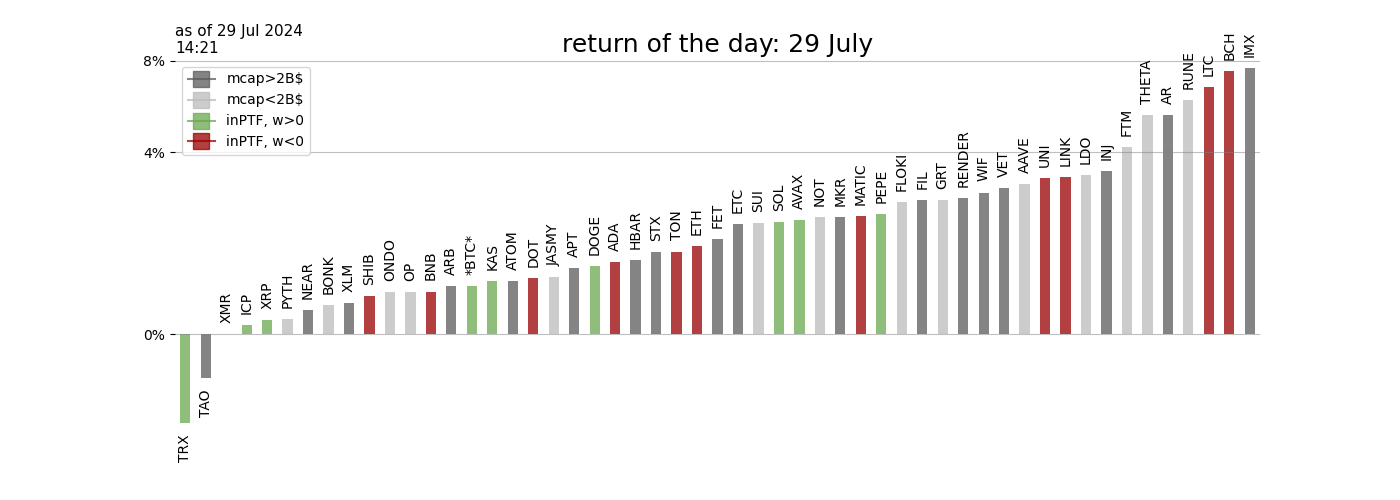 as of 29 Jul 2024
14:21
return of the day: 29 July
8%
4%
0%
mcap>2B$
mcap<2B$
inPTF, w>0
inPTF, w<0
TRX
TAO
XMR
ICP
XRP
PYTH
NEAR
BONK
XLM
SHIB
ONDO
OP
BNB
ARB
*BTC*
KAS
ATOM
DOT
JASMY
APT
DOGE
ADA
HBAR
STX
TON
ETH
FET
ETC
SUI
SOL
AVAX
NOT
MKR
MATIC
PEPE
FLOKI
FIL
GRT
RENDER
WIF
VET
AAVE
UNI
LINK
LDO
INJ
FTM
THETA
AR
RUNE
LTC
BCH
IMX